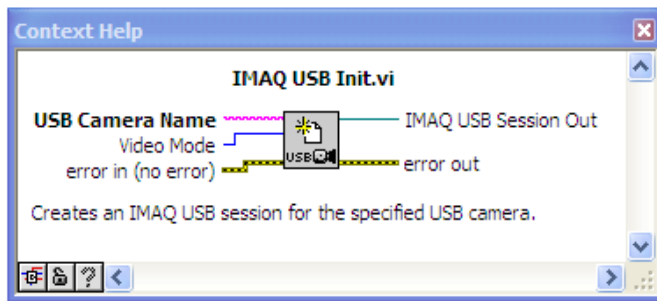 Context Help
IMAQ USB Init.vi
USB Camera Name
IMAQ USB Session Out
Video Mode
USB
error in (no error)
error out
Creates an IMAQ USB session for the specified USB camera.
?